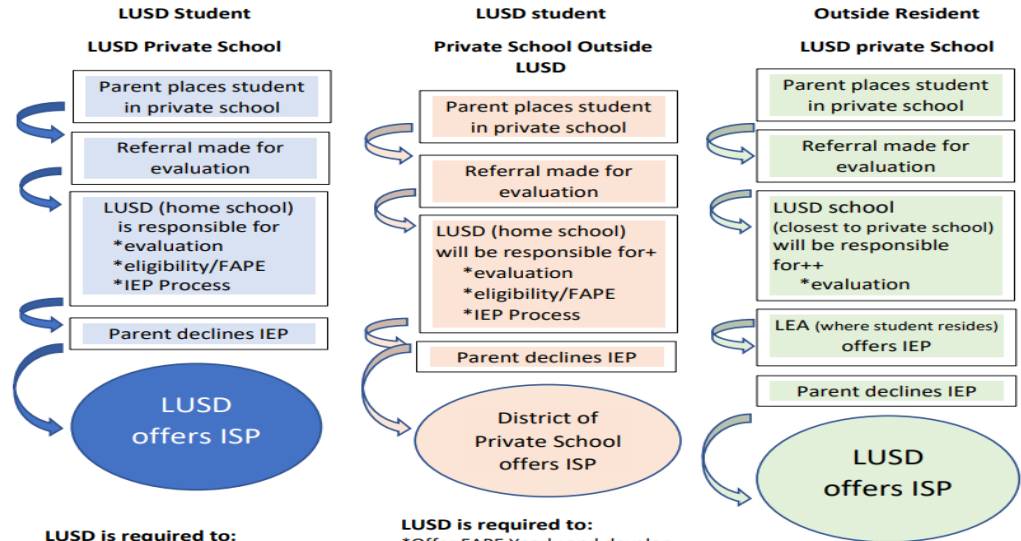 LUSD Student
LUSD Private School
Parent places student
in private school
Referral made for
evaluation
LUSD (home school)
is responsible for
*evaluation
*eligibility/FAPE
*IEP Process
Parent declines IEP
LUSD
offers ISP
LUSD is required to:
LUSD student
Private School Outside
LUSD
Parent places student
in private school
Referral made for
evaluation
LUSD (home school)
will be responsible for+
*evaluation
*eligibility/FAPE
*IEP Process
Parent declines IEP
District of
Private School
offers ISP
LUSD is required to:
Outside Resident
LUSD private School
Parent places student
in private school
Referral made for
evaluation
LUSD school
(closest to private school)
will be responsible
for++
*evaluation
LEA (where student resides)
offers IEP
Parent declines IEP
LUSD
offers ISP